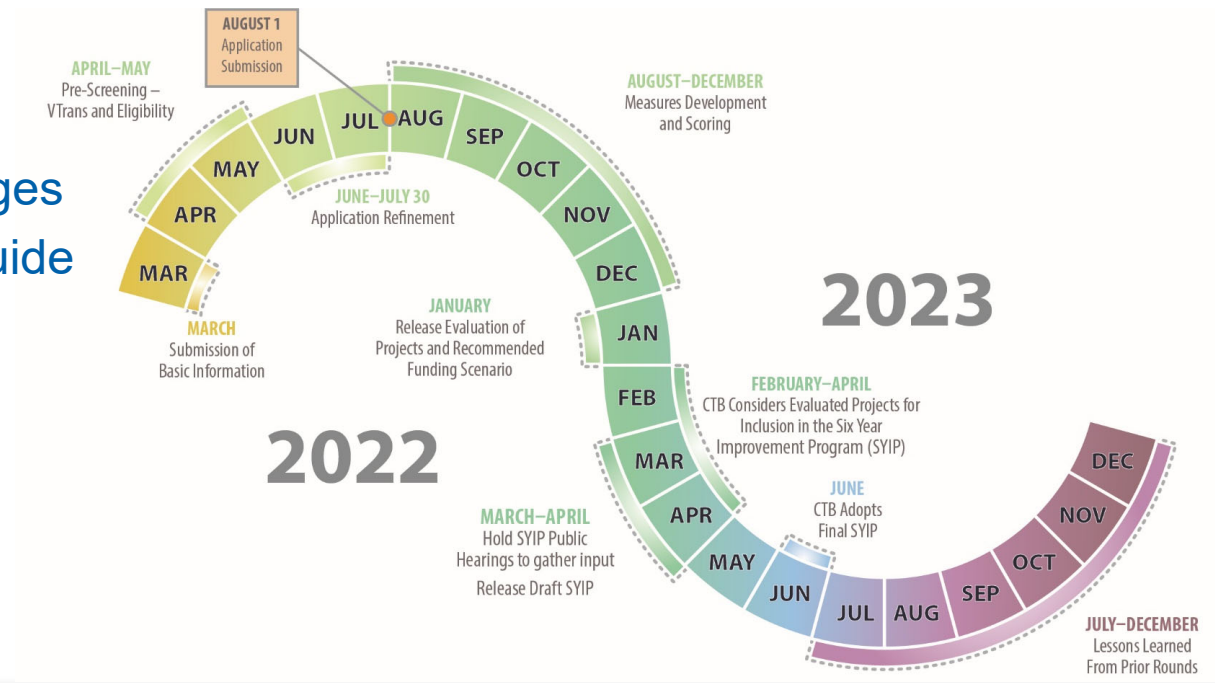 AUGUST 1
Application
Submission
APRIL–MAY
Pre-Screening –
VTrans and Eligibility
AUGUST–DECEMBER
Measures Development
and Scoring
ges
uide
MAR
APR
MAY
JUN
JUL
AUG
SEP
OCT
NOV
DEC
JUNE–JULY 30
Application Refinement
MARCH
Submission of
Basic Information
2022
2023
JANUARY
Release Evaluation of
Projects and Recommended
Funding Scenario
JAN
FEB
MAR
APR
MAY
JUN
JUL
AUG
SEP
OCT
NOV
DEC
FEBRUARY–APRIL
CTB Considers Evaluated Projects for
Inclusion in the Six Year
Improvement Program (SYIP)
MARCH–APRIL
Hold SYIP Public
Hearings to gather input
Release Draft SYIP
JUNE
CTB Adopts
Final SYIP
JULY–DECEMBER
Lessons Learned
From Prior Rounds